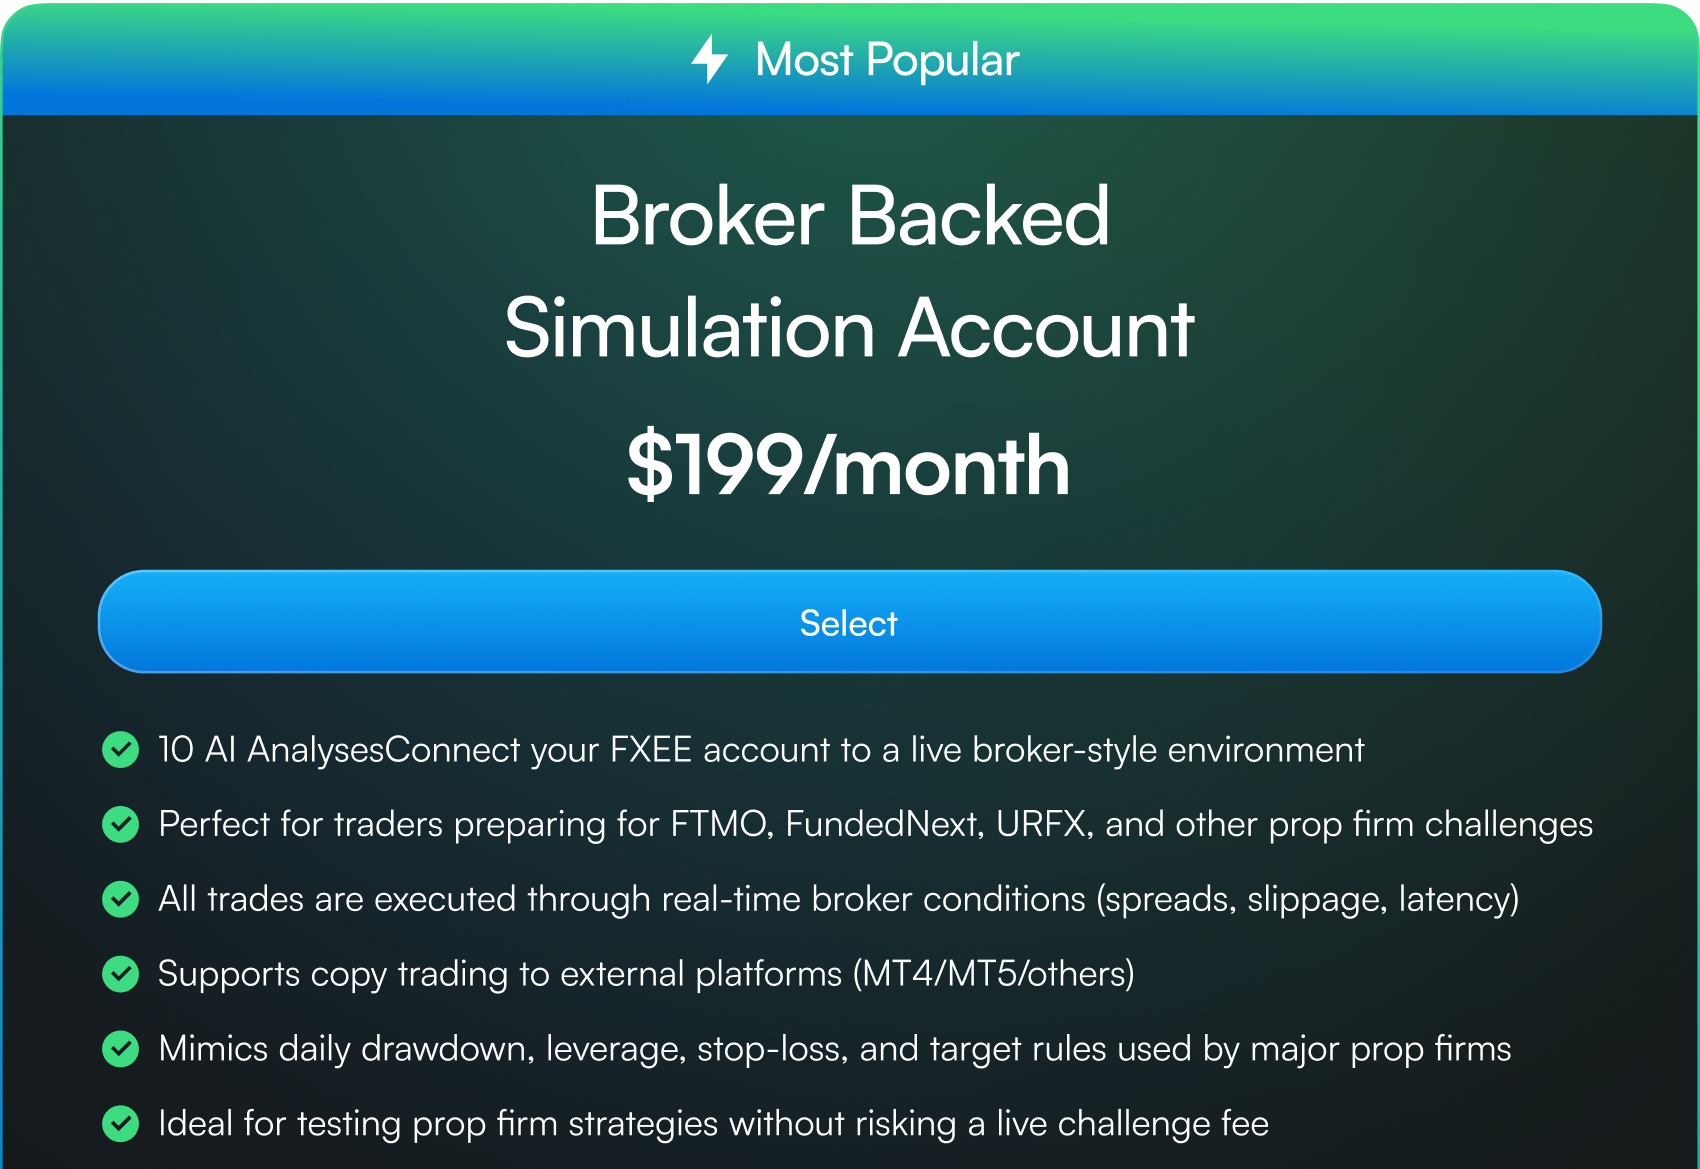 Most Popular
Broker Backed
Simulation Account
$199/month
Select
10 AI AnalysesConnect your FXEE account to a live broker-style environment
Perfect for traders preparing for FTMO, FundedNext, URFX, and other prop firm challenges
All trades are executed through real-time broker conditions (spreads, slippage, latency)
Supports copy trading to external platforms (MT4/MT5/others)
Mimics daily drawdown, leverage, stop-loss, and target rules used by major prop firms
Ideal for testing prop firm strategies without risking a live challenge fee